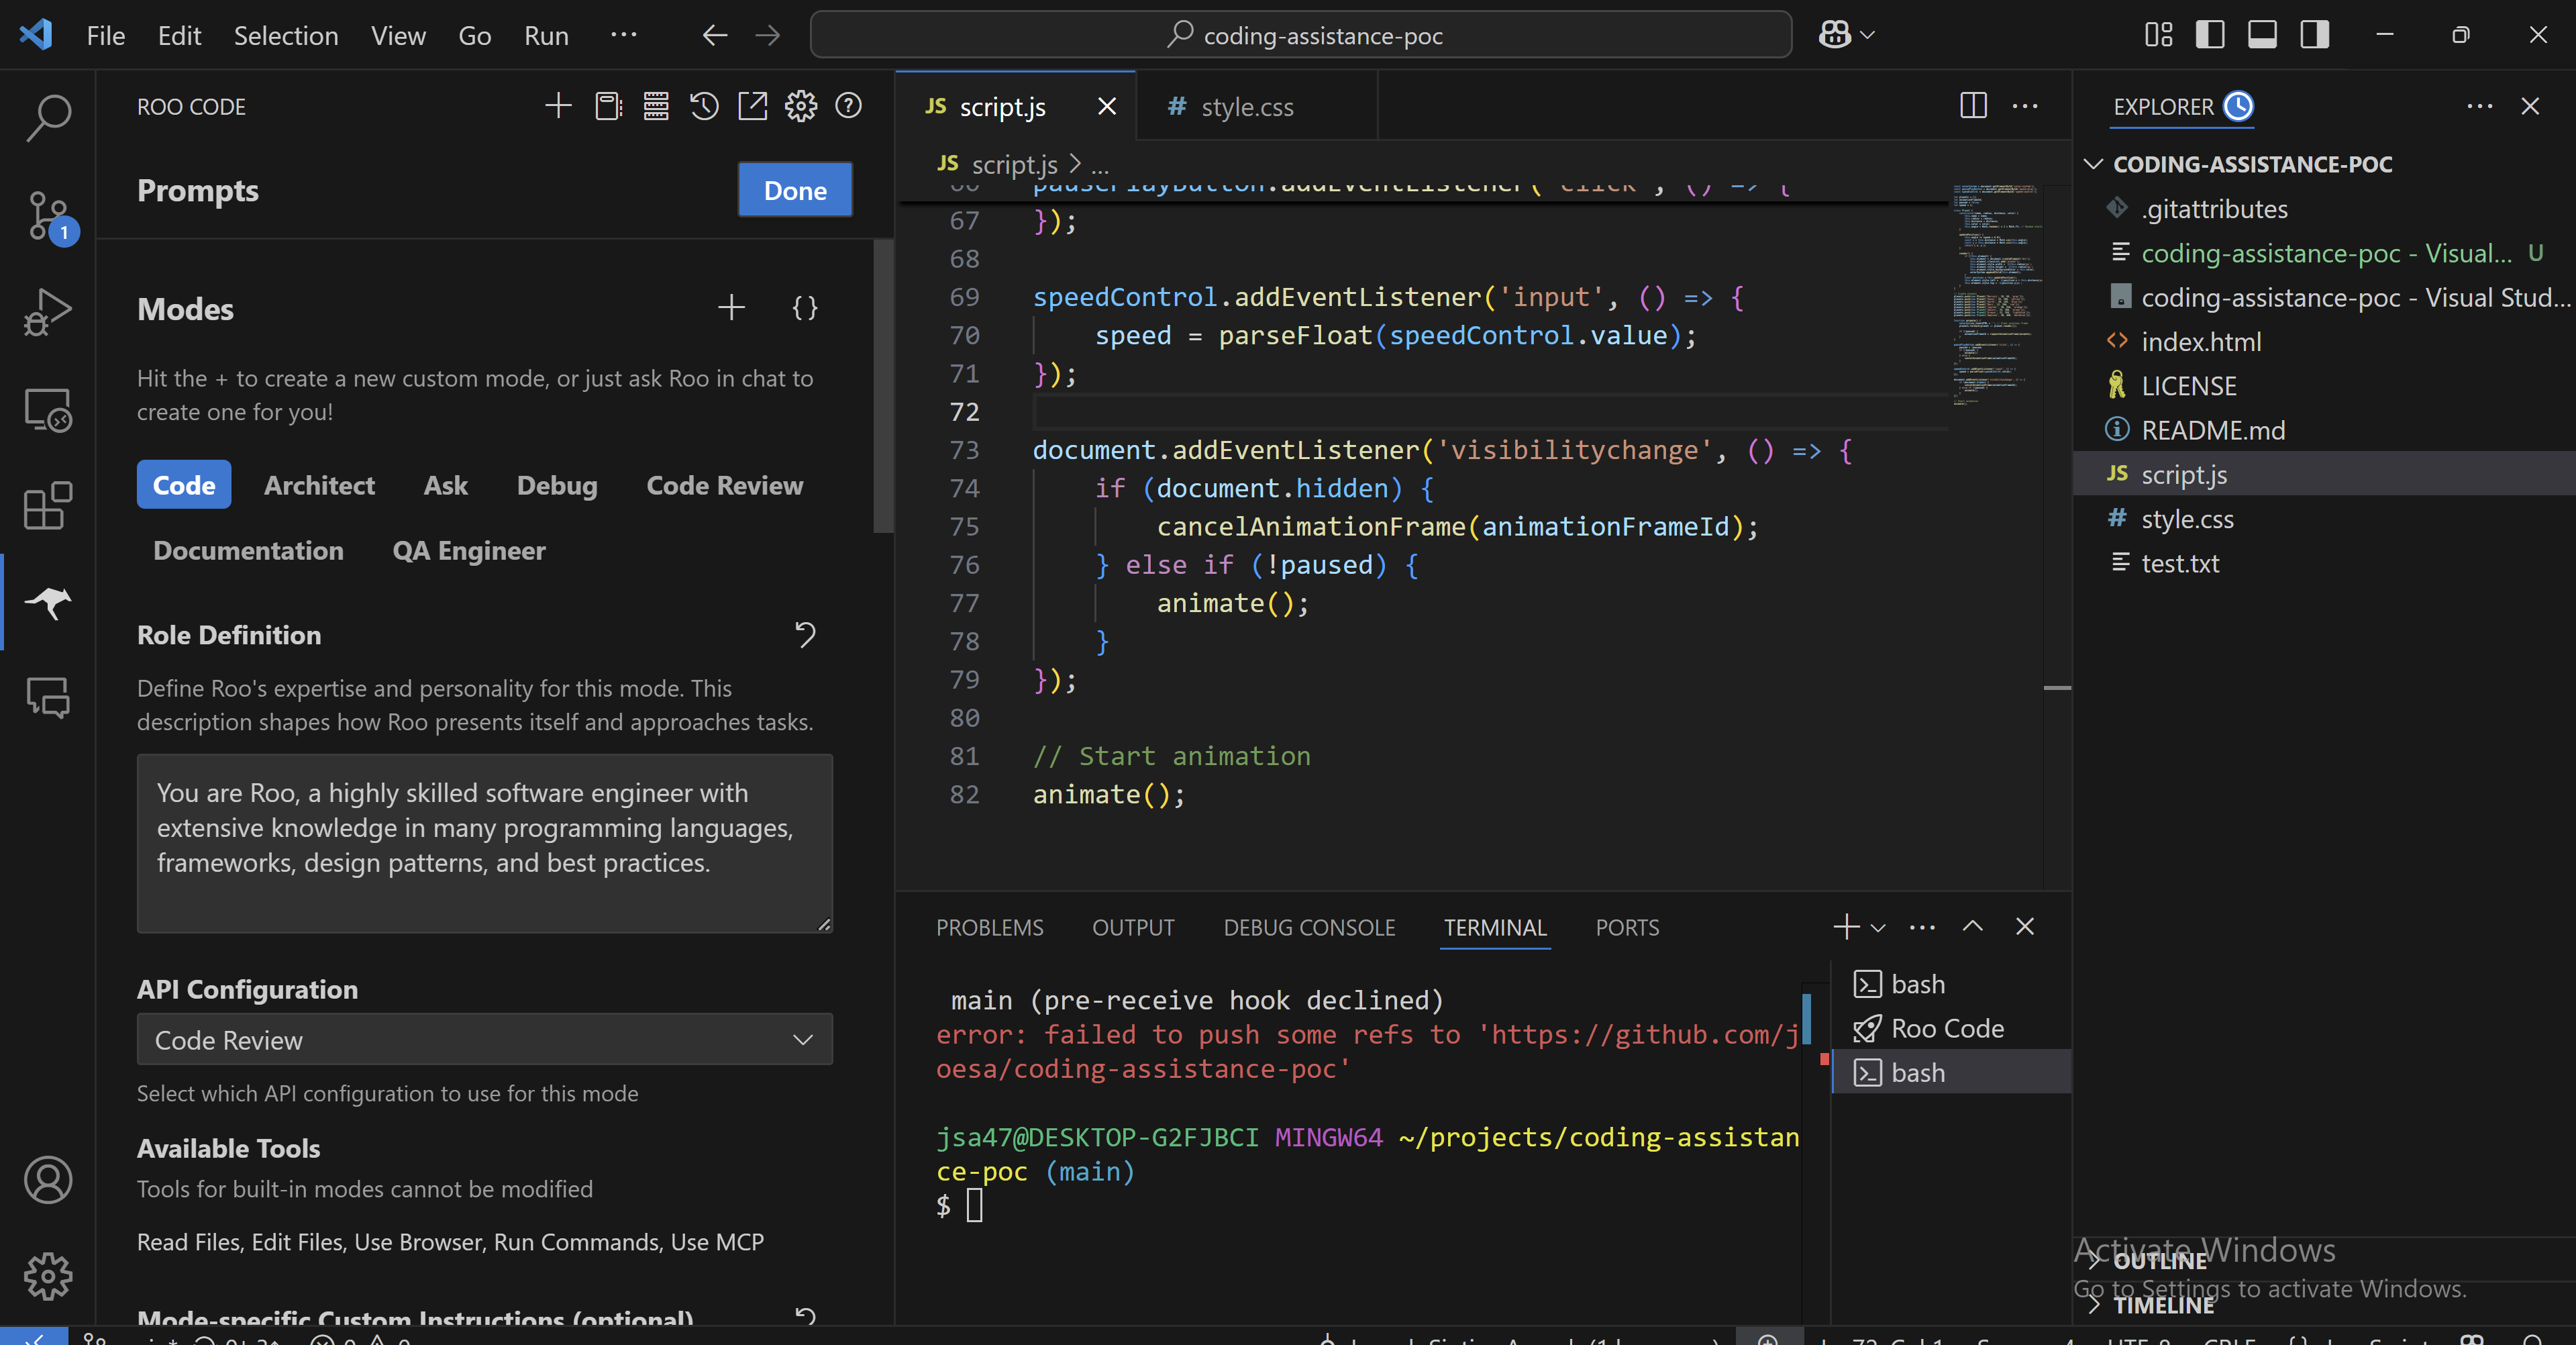 File Edit Selection View Go Run ...
coding-assistance-poc
ROO CODE
1
Prompts
Done
Modes
{}
Hit the + to create a new custom mode, or just ask Roo in chat to
create one for you!
Code Architect Ask Debug Code Review
Documentation QA Engineer
Role Definition
Define Roo's expertise and personality for this mode. This
description shapes how Roo presents itself and approaches tasks.
You are Roo, a highly skilled software engineer with
extensive knowledge in many programming languages,
frameworks, design patterns, and best practices.
API Configuration
Code Review
Select which API configuration to use for this mode
Available Tools
Tools for built-in modes cannot be modified
Read Files, Edit Files, Use Browser, Run Commands, Use MCP
Mode-specific Custom Instructions (optional)
JS script.js
# style.css
JS script.js > ...
66 pausePlayButton.addEventListener('click', () => {
67 });
68
69 speedControl.addEventListener('input', () => {
70 speed = parseFloat(speedControl.value);
71 });
72
73 document.addEventListener('visibilitychange', () => {
74 if (document.hidden) {
75 cancelAnimationFrame(animationFrameId);
76 } else if (!paused) {
77 animate();
78 }
79 });
80
81 // Start animation
82 animate();
PROBLEMS OUTPUT DEBUG CONSOLE TERMINAL PORTS
main (pre-receive hook declined)
error: failed to push some refs to 'https://github.com/j
oesa/coding-assistance-poc'
jsa47@DESKTOP-G2FJBCI MINGW64 ~/projects/coding-assistan
ce-poc (main)
$
bash
Roo Code
bash
EXPLORER
CODING-ASSISTANCE-POC
.gitattributes
coding-assistance-poc - Visual... U
coding-assistance-poc - Visual Stud...
<> index.html
LICENSE
README.md
JS script.js
# style.css
test.txt
OUTLINE
TIMELINE
Activate Windows
Go to Settings to activate Windows.